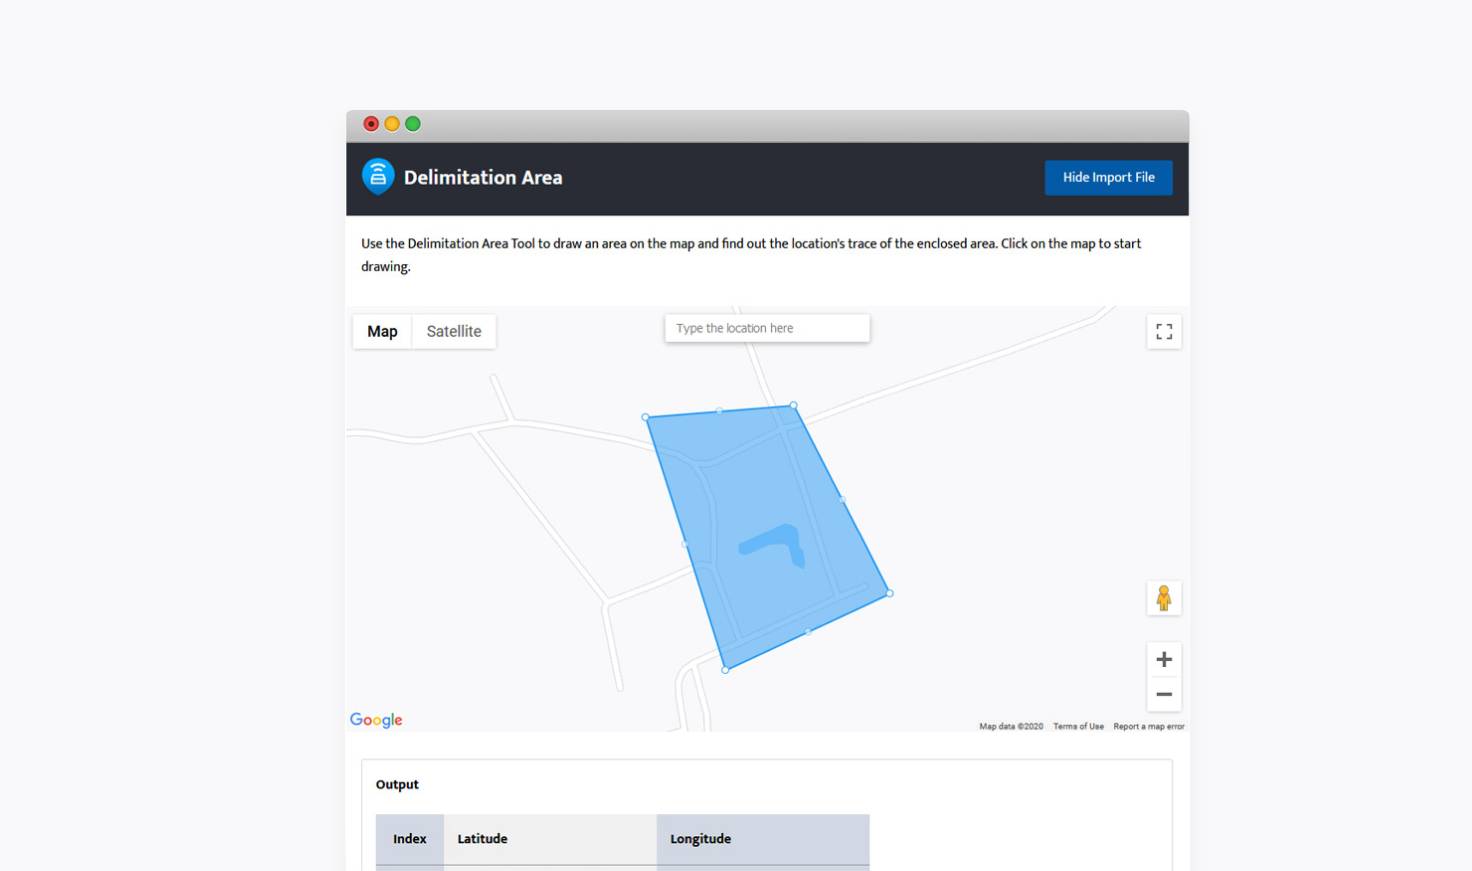 Delimitation Area
Hide Import File
Use the Delimitation Area Tool to draw an area on the map and find out the location's trace of the enclosed area. Click on the map to start
drawing.
Map
Satellite
Type the location here
Google
Map data ©2020
Terms of Use
Report a map error
Output
Index
Latitude
Longitude